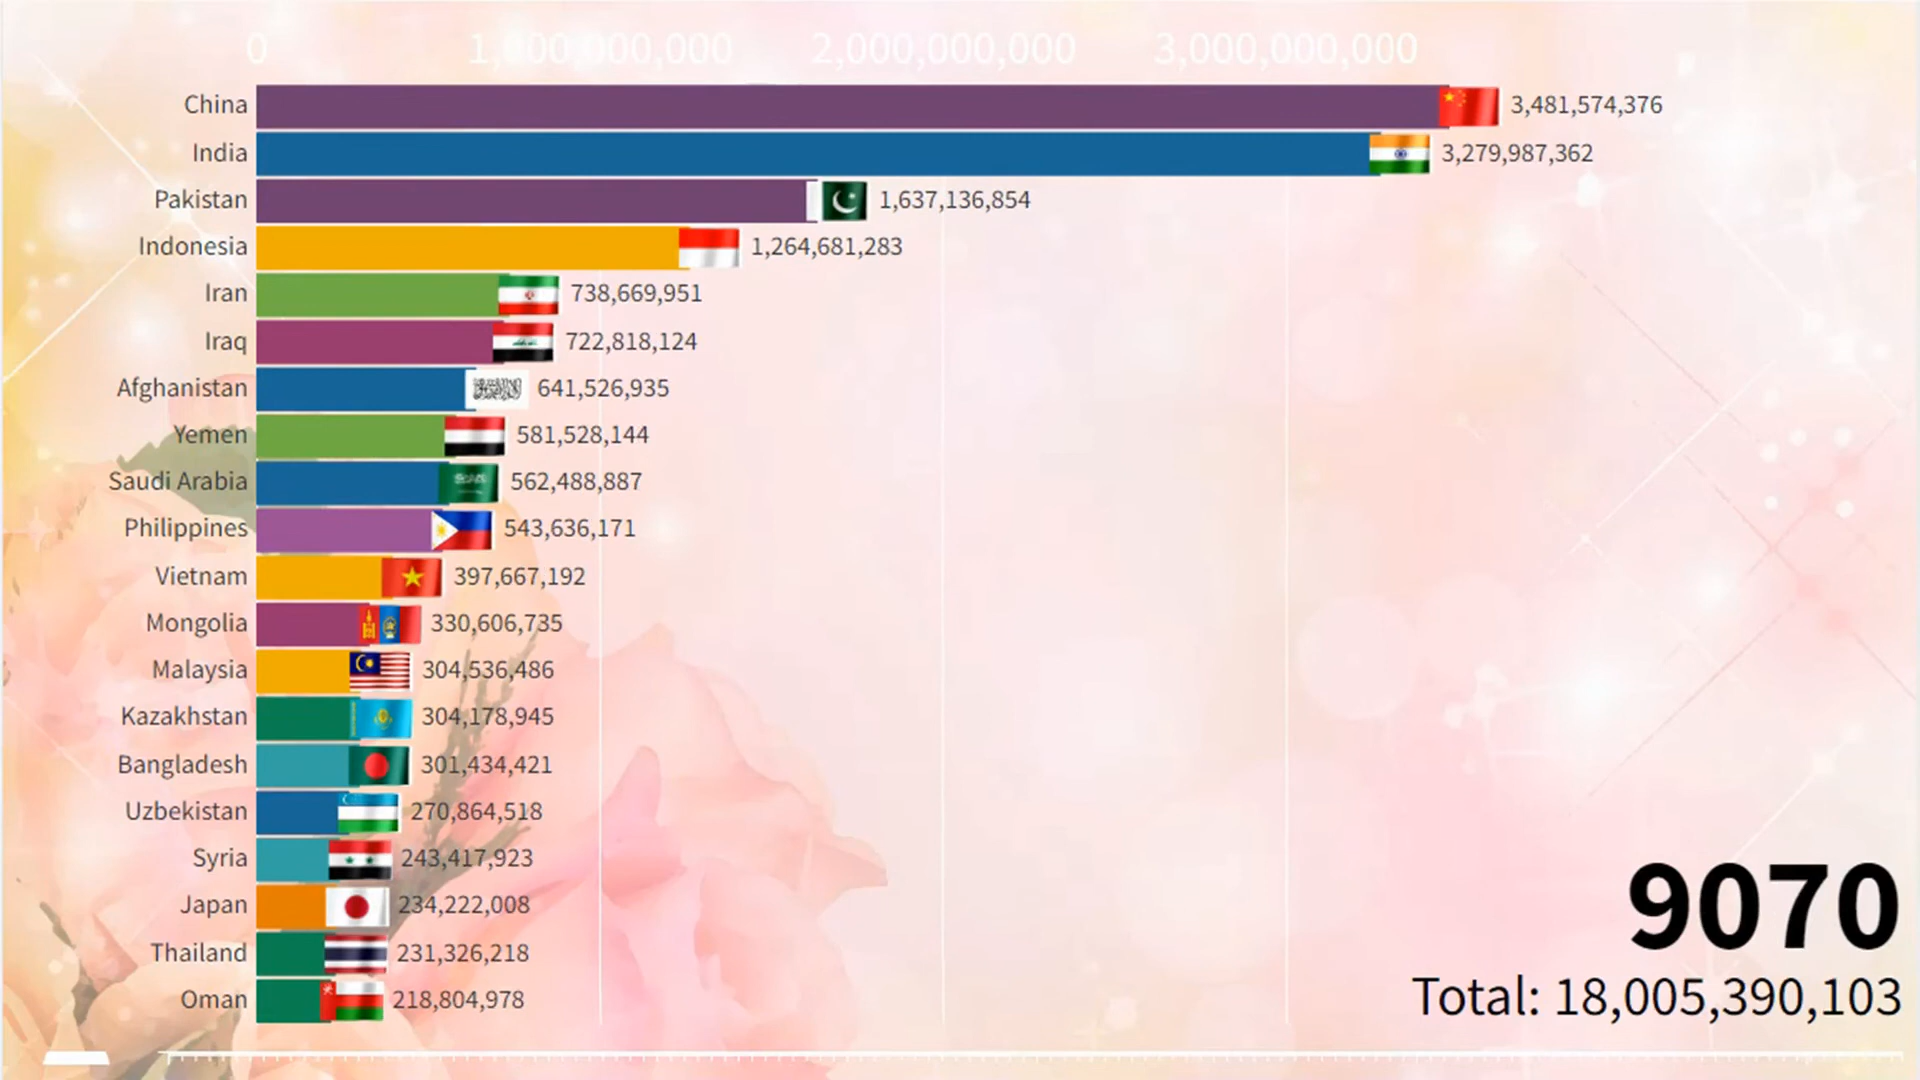 0 1,000,000,000 2,000,000,000 3,000,000,000
China 3,481,574,376
India 3,279,987,362
Pakistan 1,637,136,854
Indonesia 1,264,681,283
Iran 738,669,951
Iraq 722,818,124
Afghanistan 641,526,935
Yemen 581,528,144
Saudi Arabia 562,488,887
Philippines 543,636,171
Vietnam 397,667,192
Mongolia 330,606,735
Malaysia 304,536,486
Kazakhstan 304,178,945
Bangladesh 301,434,421
Uzbekistan 270,864,518
Syria 243,417,923
Japan 234,222,008
Thailand 231,326,218
Oman 218,804,978
9070
Total: 18,005,390,103